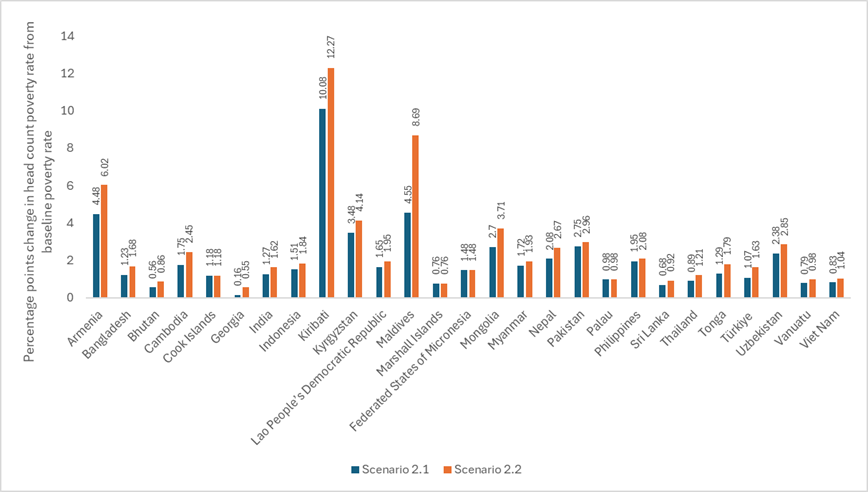 Percentage points change in head count poverty rate from
baseline poverty rate
14
12
10
8
6
4
2
0
4.48
6.02
1.23
1.68
0.56
0.86
1.75
2.45
1.18
1.18
0.16
0.55
1.27
1.62
1.51
1.84
10.08
12.27
3.48
4.14
1.65
1.95
4.55
8.69
0.76
0.76
1.48
1.48
2.7
3.71
1.72
1.93
2.08
2.67
2.75
2.96
0.98
0.98
1.95
2.08
0.68
0.92
0.89
1.21
1.29
1.79
1.07
1.63
2.38
2.85
0.79
0.98
0.83
1.04
Armenia
Bangladesh
Bhutan
Cambodia
Cook Islands
Georgia
India
Indonesia
Kiribati
Kyrgyzstan
Lao People's Democratic Republic
Maldives
Marshall Islands
Federated States of Micronesia
Mongolia
Myanmar
Nepal
Pakistan
Palau
Philippines
Sri Lanka
Thailand
Tonga
Türkiye
Uzbekistan
Vanuatu
Viet Nam
Scenario 2.1
Scenario 2.2